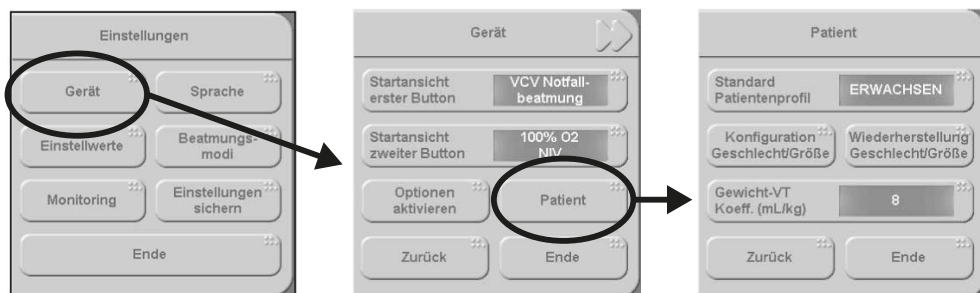 Einstellungen
Gerät
Sprache
Einstellwerte
Beatmungs-
modi
Monitoring
Einstellungen
sichern
Ende
Gerät
Startansicht
erster Button
VCV Notfall-
beatmung
Startansicht
zweiter Button
100% O2
NIV
Optionen
aktivieren
Patient
Zurück
Ende
Patient
Standard
Patientenprofil
ERWACHSEN
Konfiguration
Geschlecht/Größe
Wiederherstellung
Geschlecht/Größe
Gewicht-VT
Koeff. (mL/kg)
8
Zurück
Ende